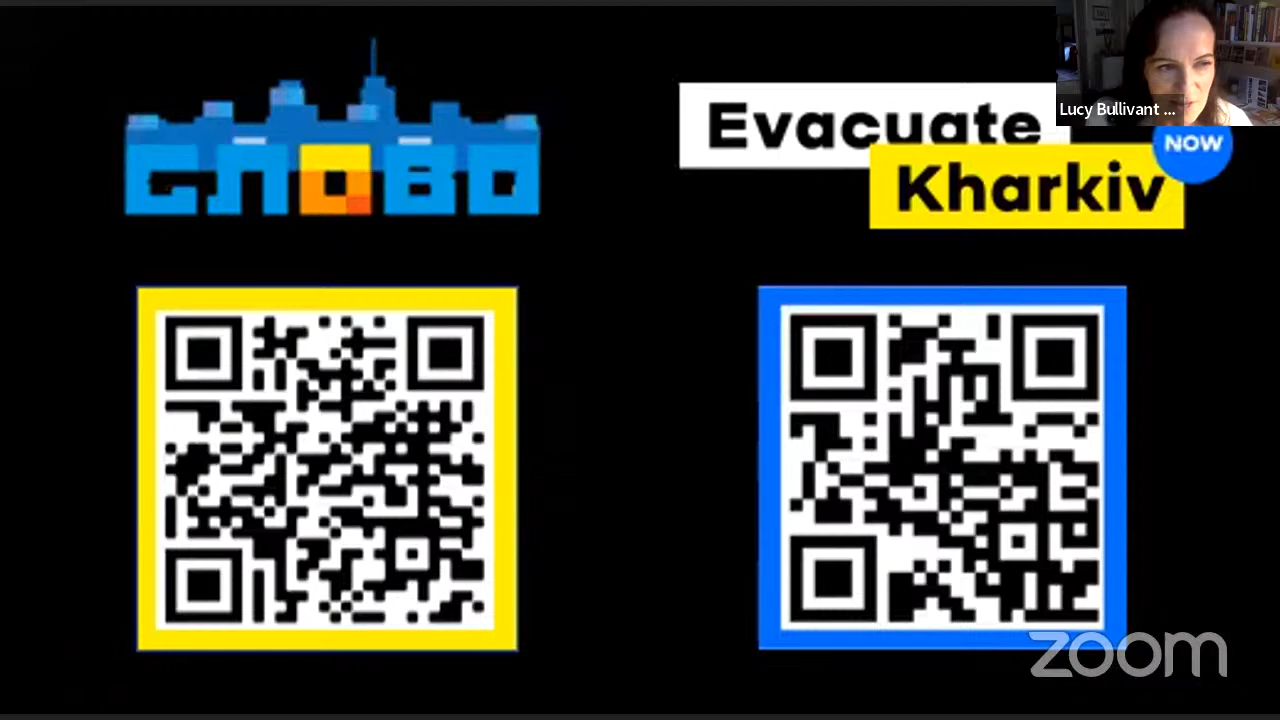 СЛОВО
Evacuate
Kharkiv
NOW
Lucy Bullivant ...
zoom